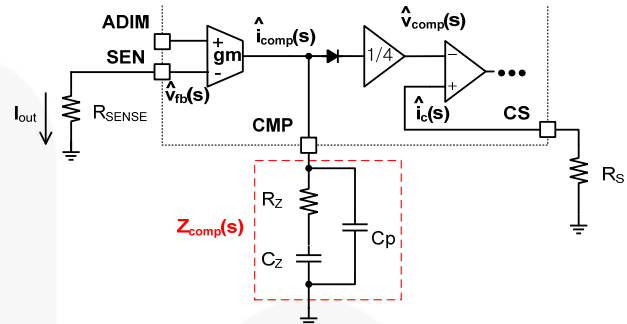 ADIM
SEN
+
gm
-
î_comp(s)
1/4
v̂_comp(s)
−
+
v̂_fb(s)
î_c(s)
CS
I_out
R_SENSE
CMP
R_S
Z_comp(s)
R_Z
C_Z
Cp